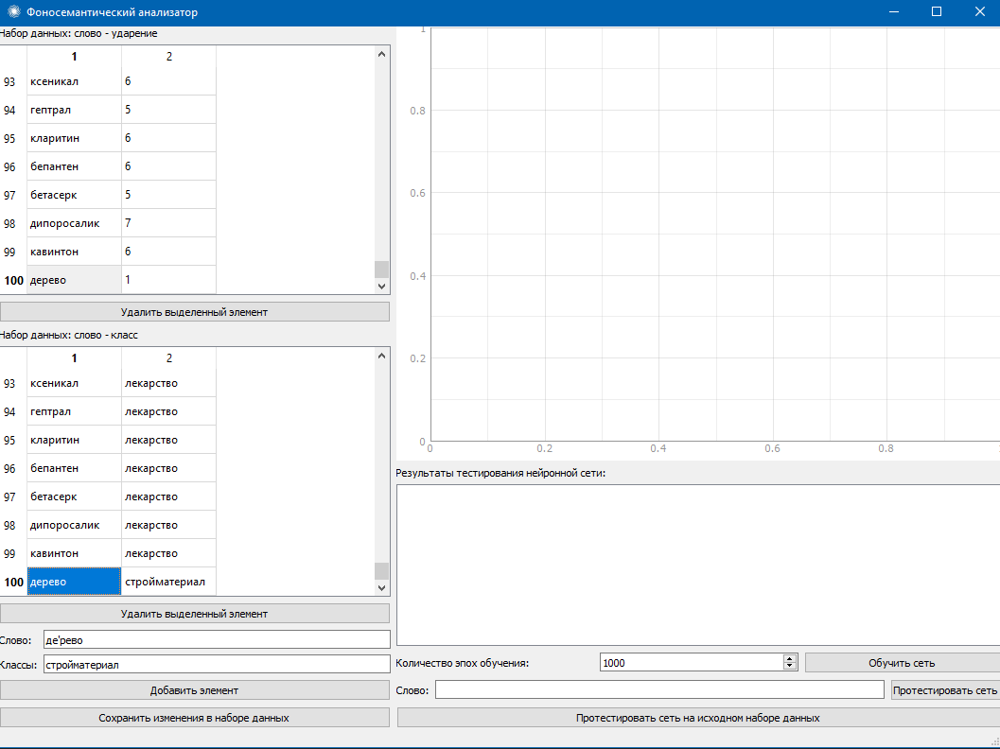 Фоносемантический анализатор
Набор данных: слово - ударение
1 2
93 ксеникал 6
94 гептрал 5
95 кларитин 6
96 бепантен 6
97 бетасерк 5
98 дипоросалик 7
99 кавинтон 6
100 дерево 1
Удалить выделенный элемент
Набор данных: слово - класс
1 2
93 ксеникал лекарство
94 гептрал лекарство
95 кларитин лекарство
96 бепантен лекарство
97 бетасерк лекарство
98 дипоросалик лекарство
99 кавинтон лекарство
100 дерево стройматериал
Удалить выделенный элемент
Слово: де'рево
Классы: стройматериал
Добавить элемент
Сохранить изменения в наборе данных
1
0.8
0.6
0.4
0.2
0
0 0.2 0.4 0.6 0.8
Результаты тестирования нейронной сети:
Количество эпох обучения: 1000 Обучить сеть
Слово: Протестировать сеть
Протестировать сеть на исходном наборе данных